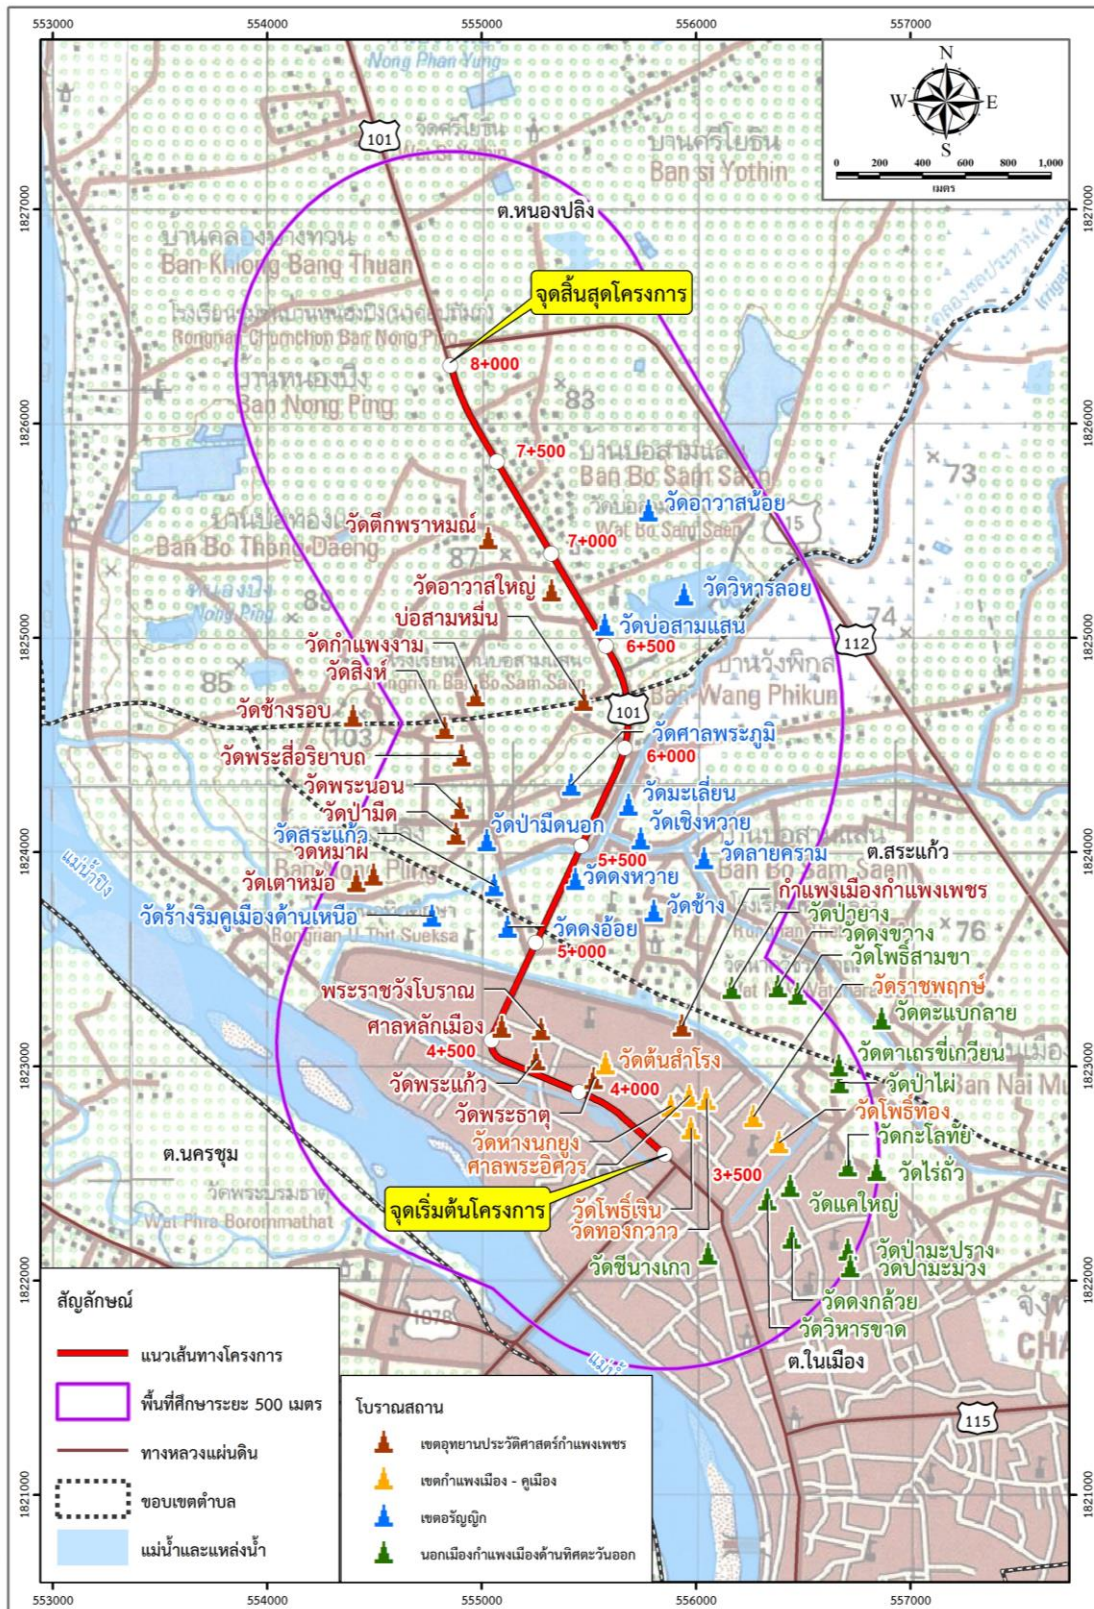 553000 554000 555000 556000 557000
N
W E
S
0 200 400 600 800 1,000
เมตร
1827000
1826000
1825000
1824000
1823000
1822000
1821000
Nong Phan Yung
101
วัดศรีโยธิน
Wat Si Yothin
บ้านศรีโยธิน
Ban si Yothin
ต.หนองปลิง
บ้านคลองบางทวน
Ban Khlong Bang Thuan
จุดสิ้นสุดโครงการ
Rongrian Chumchon Ban Nong Ping
8+000
บ้านหนองปิง
Ban Nong Ping
83
7+500
บ้านบ่อสามแสน
Ban Bo Sam Saen
73
วัดอาวาสน้อย
Wat Bo Sam Saen
115
วัดตึกพราหมณ์
บ้านบ่อทองแดง
Ban Bo Thong Daeng
87
7+000
หนองปิง
Nong Ping
วัดอาวาสใหญ่
วัดวิหารลอย
บ่อสามหมื่น
วัดบ่อสามแสน
74
112
วัดกำแพงงาม
6+500
วัดสิงห์
85
Rongrian Ban Bo Sam Saen
บ้านวังพิกุล
Ban Wang Phikun
วัดช้างรอบ
103
101
วัดศาลพระภูมิ
วัดพระสี่อริยาบถ
6+000
วัดพระนอน
วัดมะเลี่ยน
วัดป่ามืด
วัดสระแก้ว
วัดป่ามืดนอก
วัดเชิงหวาย
แม่น้ำปิง
วัดหมาผี
5+500
วัดลายคราม
ต.สระแก้ว
วัดเตาหม้อ
วัดดงหวาย
กำแพงเมืองกำแพงเพชร
วัดร้างริมคูเมืองด้านเหนือ
วัดดงอ้อย
วัดช้าง
วัดป่ายาง
Rongrian U Thit Sueksa
วัดดงขวาง
76
5+000
วัดโพธิ์สามขา
พระราชวังโบราณ
วัดราชพฤกษ์
ศาลหลักเมือง
วัดตะแบกลาย
4+500
วัดต้นสำโรง
วัดตาเถรขี่เกวียน
วัดพระแก้ว
4+000
วัดป่าไผ่
วัดพระธาตุ
วัดโพธิ์ทอง
ต.นครชุม
วัดหางนกยูง
วัดกะโลทัย
ศาลพระอิศวร
3+500
วัดไร่ถั่ว
วัดพระบรมธาตุ
Wat Phra Borommathat
จุดเริ่มต้นโครงการ
วัดโพธิ์เงิน
วัดแคใหญ่
วัดทองกวาว
วัดป่ามะปราง
วัดซีนางเกา
วัดป่ามะม่วง
วัดดงกล้วย
วัดวิหารขาด
1078
ต.ในเมือง
115
สัญลักษณ์
แนวเส้นทางโครงการ
พื้นที่ศึกษาระยะ 500 เมตร
ทางหลวงแผ่นดิน
ขอบเขตตำบล
แม่น้ำและแหล่งน้ำ
โบราณสถาน
เขตอุทยานประวัติศาสตร์กำแพงเพชร
เขตกำแพงเมือง - คูเมือง
เขตอรัญญิก
นอกเมืองกำแพงเมืองด้านทิศตะวันออก
553000 554000 555000 556000 557000